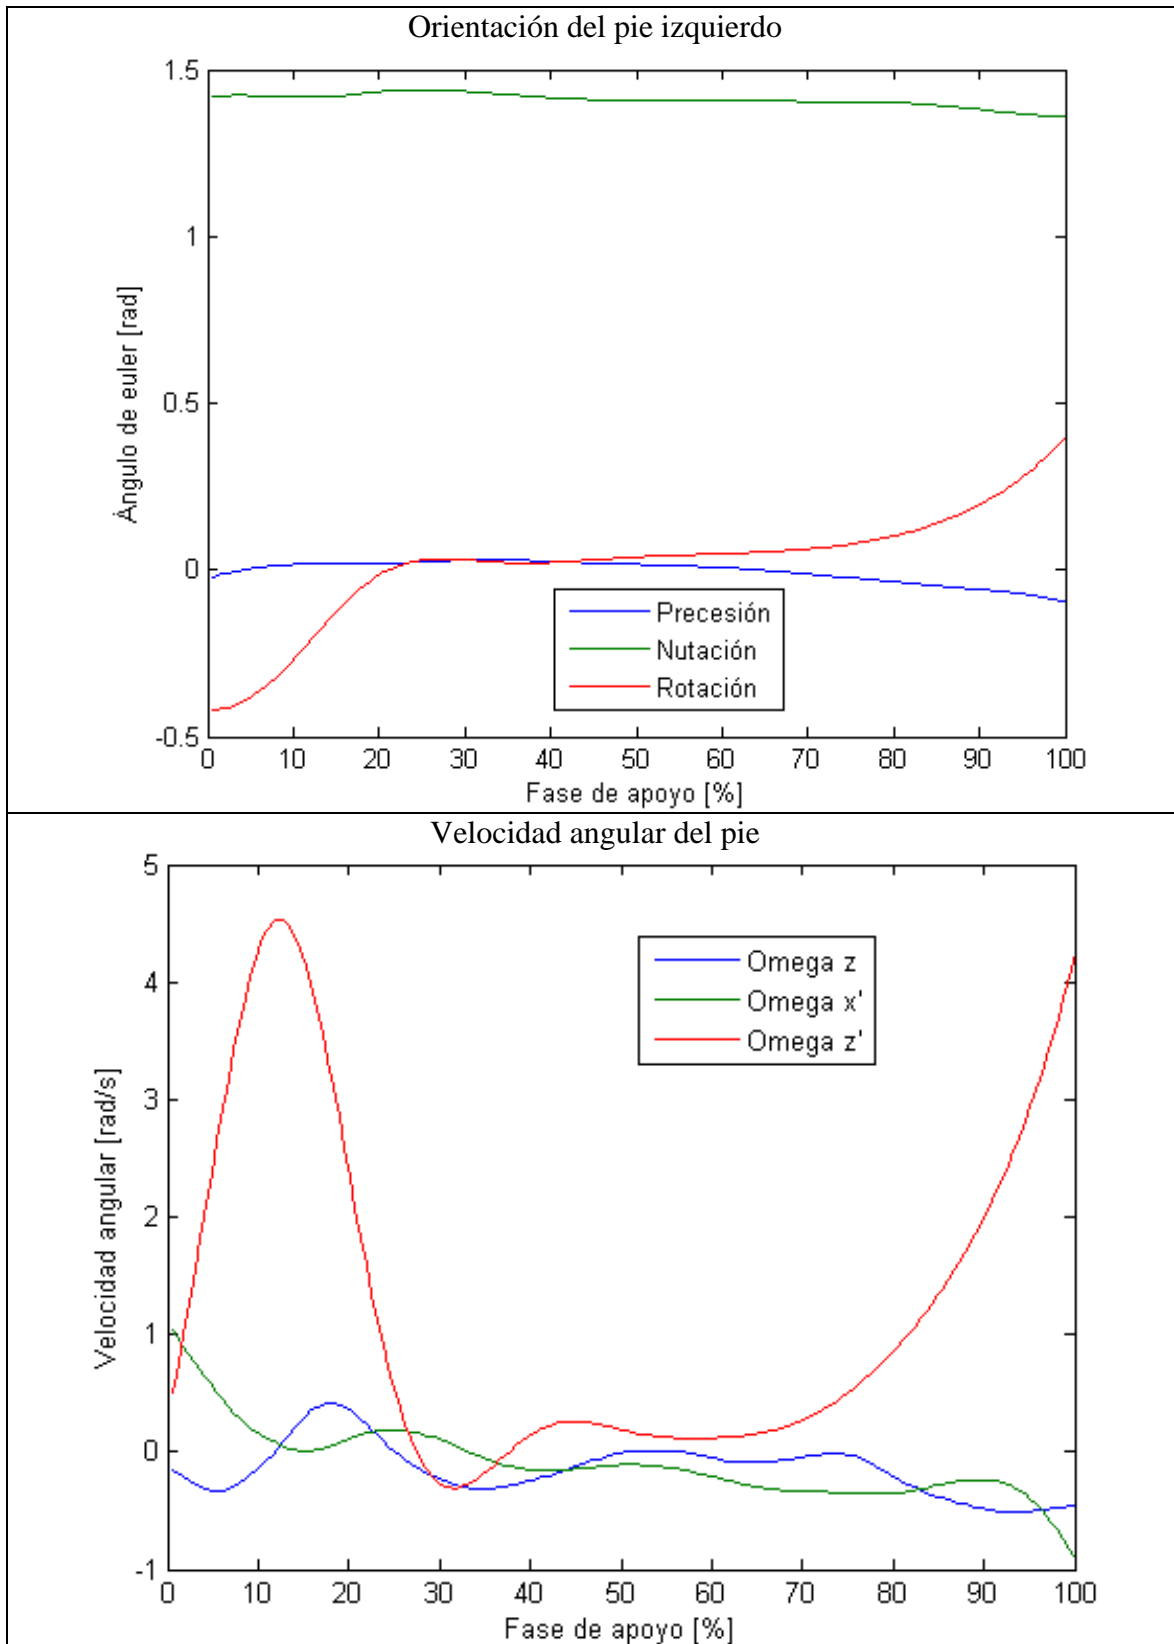 Orientación del pie izquierdo
1.5
1
0.5
0
-0.5
Ángulo de euler [rad]
Precesión
Nutación
Rotación
0 10 20 30 40 50 60 70 80 90 100
Fase de apoyo [%]
Velocidad angular del pie
5
4
3
2
1
0
-1
Velocidad angular [rad/s]
Omega z
Omega x'
Omega z'
0 10 20 30 40 50 60 70 80 90 100
Fase de apoyo [%]